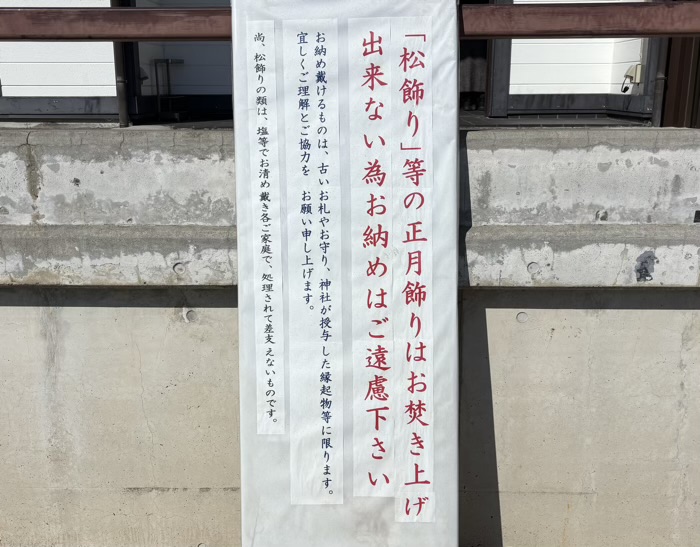 「松飾り」等の正月飾りはお焚き上げ
出来ない為お納めはご遠慮下さい
お納め戴けるものは、古いお札やお守り、神社が授与した縁起物等に限ります。
宜しくご理解とご協力を　お願い申し上げます。
尚、松飾りの類は、塩等でお清め戴き各ご家庭で、処理されて差支えないものです。